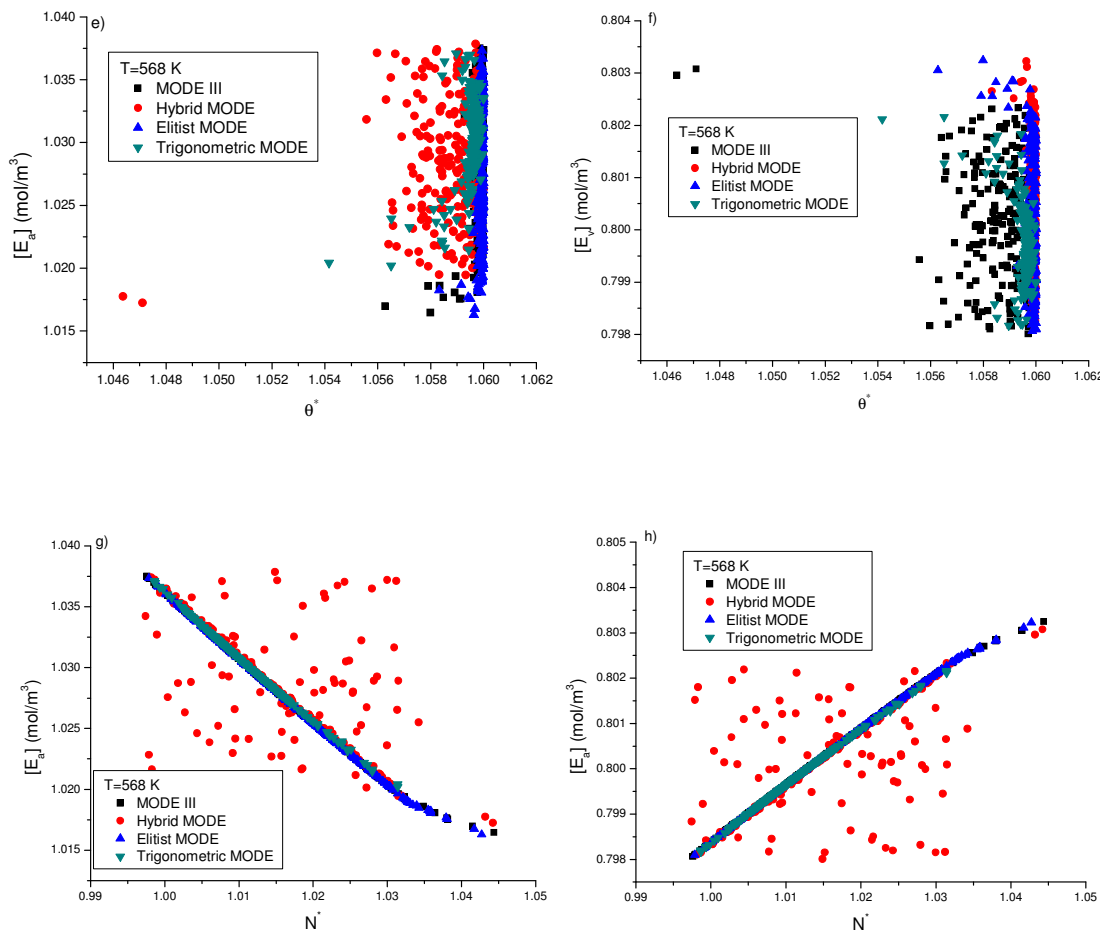 e)
1.040
1.035
1.030
1.025
1.020
1.015
[Eₐ] (mol/m³)
T=568 K
MODE III
Hybrid MODE
Elitist MODE
Trigonometric MODE
1.046 1.048 1.050 1.052 1.054 1.056 1.058 1.060 1.062
θ*
f)
0.804
0.803
0.802
0.801
0.800
0.799
0.798
[Eᵥ] (mol/m³)
T=568 K
MODE III
Hybrid MODE
Elitist MODE
Trigonometric MODE
1.046 1.048 1.050 1.052 1.054 1.056 1.058 1.060 1.062
θ*
g)
1.040
1.035
1.030
1.025
1.020
1.015
[Eₐ] (mol/m³)
T=568 K
MODE III
Hybrid MODE
Elitist MODE
Trigonometric MODE
0.99 1.00 1.01 1.02 1.03 1.04 1.05
N*
h)
0.805
0.804
0.803
0.802
0.801
0.800
0.799
0.798
[Eₐ] (mol/m³)
T=568 K
MODE III
Hybrid MODE
Elitist MODE
Trigonometric MODE
0.99 1.00 1.01 1.02 1.03 1.04 1.05
N*